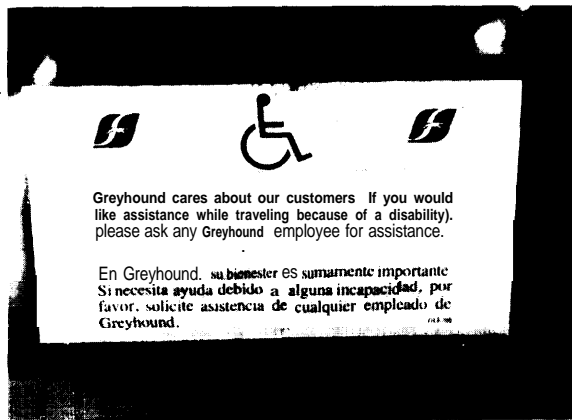 Greyhound cares about our customers If you would
like assistance while traveling because of a disability).
please ask any Greyhound employee for assistance.
En Greyhound. su bienester es sumamente importante
Si necesita ayuda debido a alguna incapacidad, por
favor, solicite asistencia de cualquier empleado de
Greyhound.